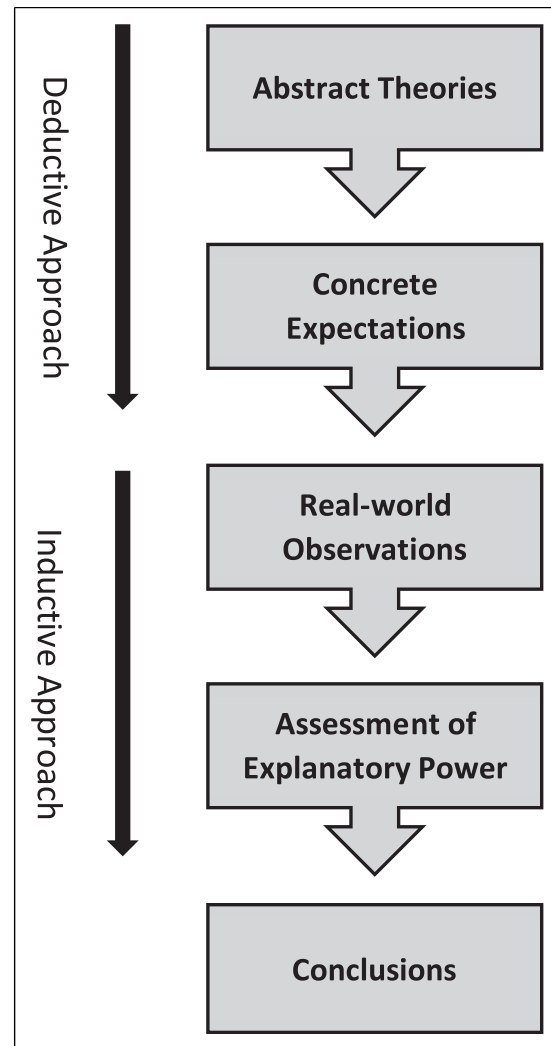 Deductive Approach
Inductive Approach
Abstract Theories
Concrete
Expectations
Real-world
Observations
Assessment of
Explanatory Power
Conclusions